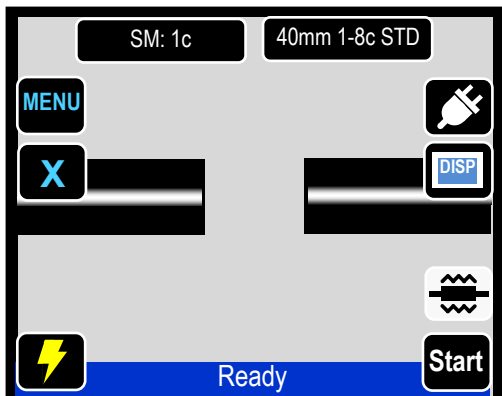 SM: 1c
40mm 1-8c STD
MENU
X
DISP
Start
Ready